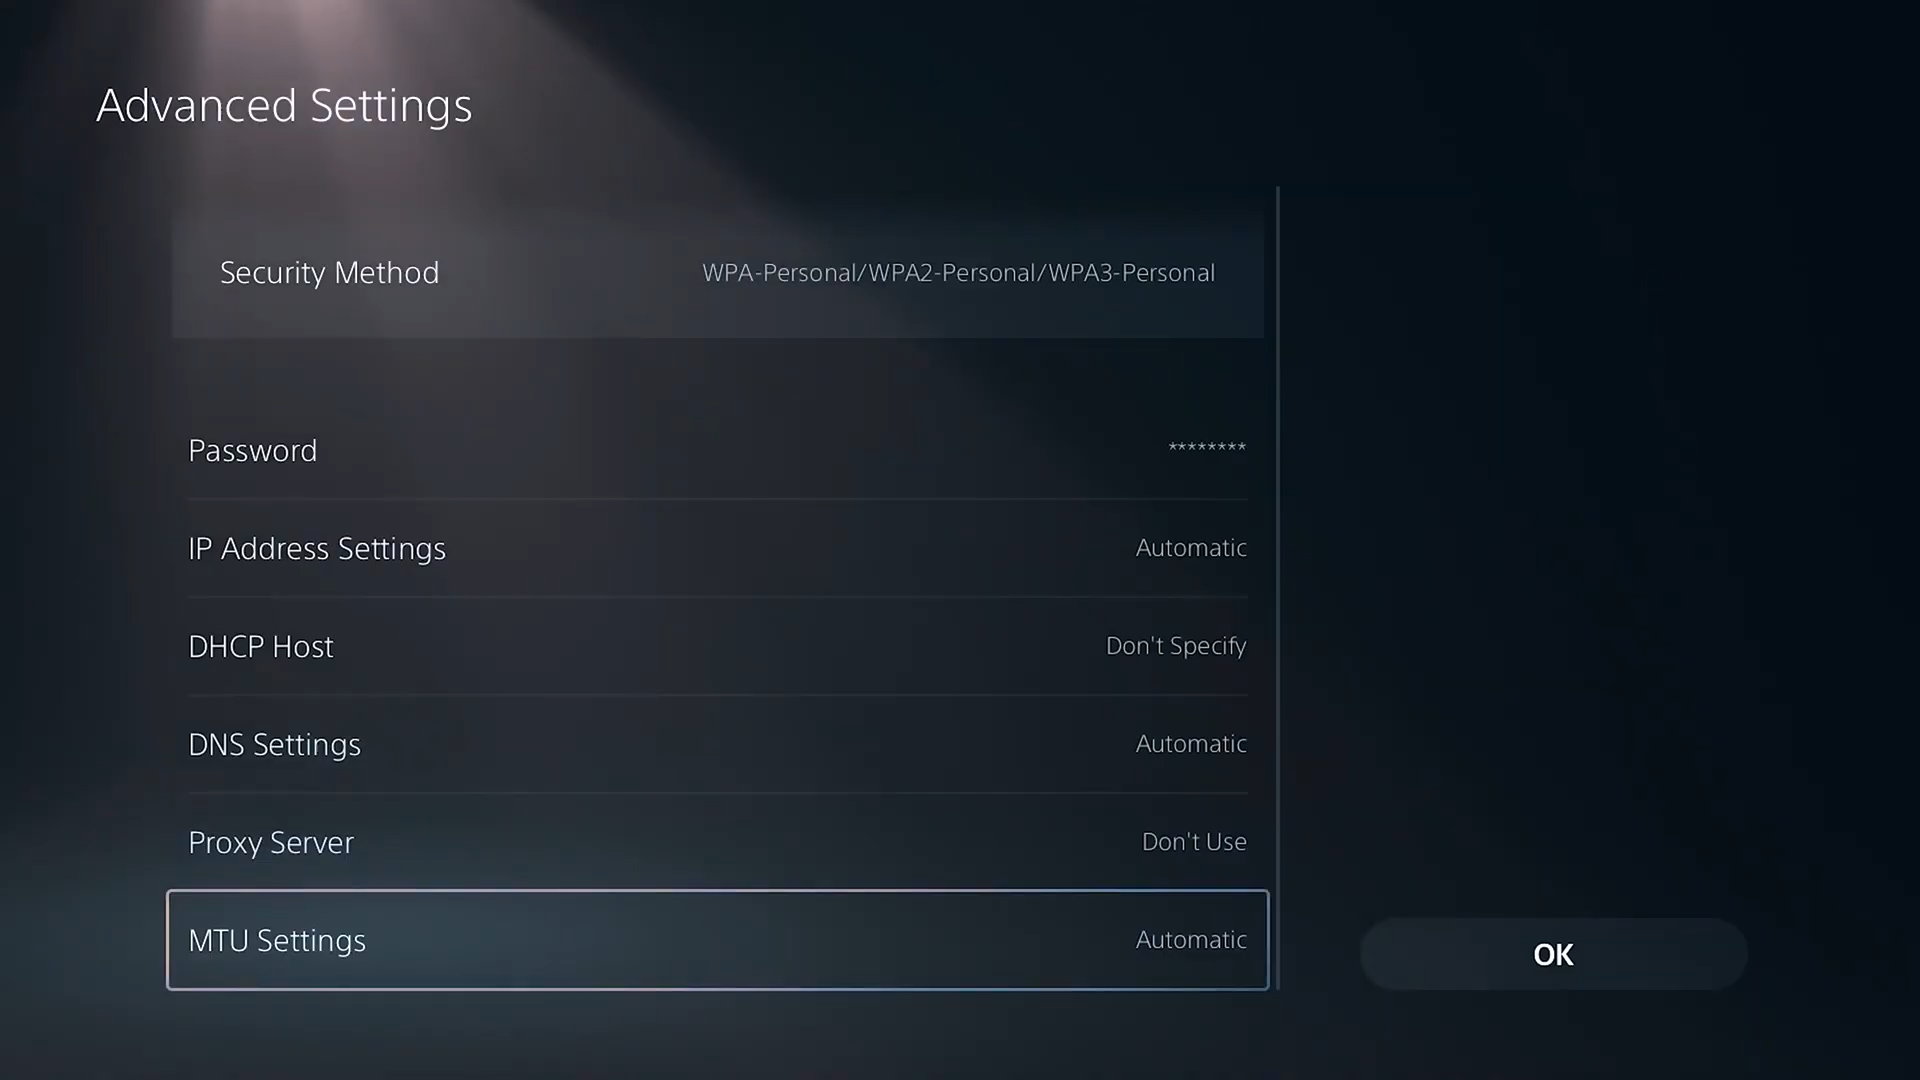 Advanced Settings
Security Method WPA-Personal/WPA2-Personal/WPA3-Personal
Password ********
IP Address Settings Automatic
DHCP Host Don't Specify
DNS Settings Automatic
Proxy Server Don't Use
MTU Settings Automatic
OK